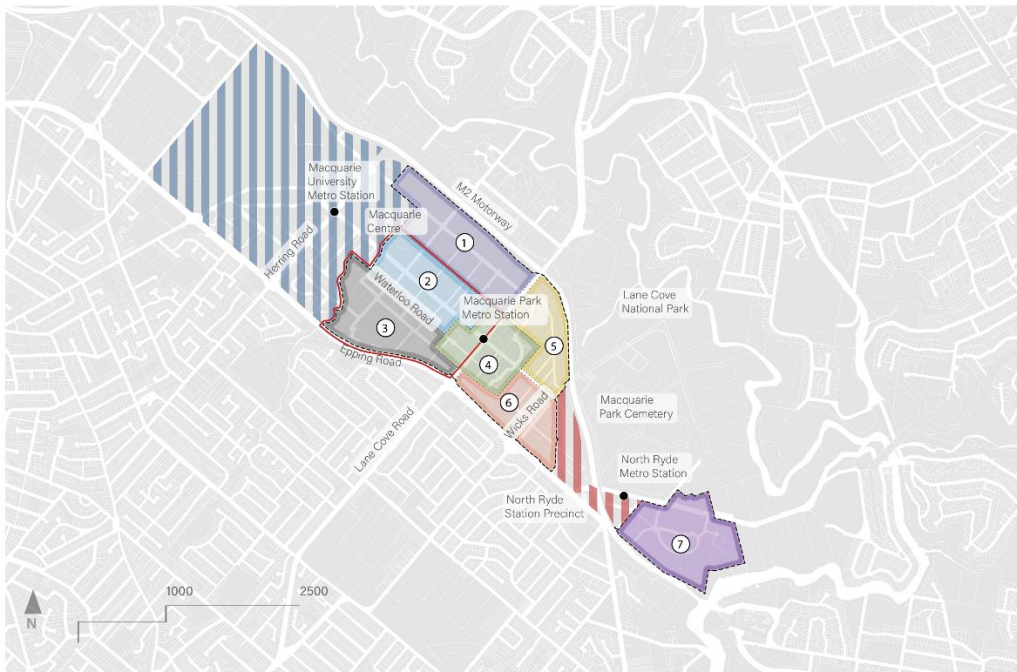 Macquarie
University
Metro Station
Macquarie
Centre
M2 Motorway
Herring Road
1
2
Waterloo Road
Macquarie Park
Metro Station
Lane Cove
National Park
3
Epping Road
4
5
6
Wicks Road
Macquarie
Park Cemetery
Lane Cove Road
North Ryde
Metro Station
North Ryde
Station Precinct
7
1000
2500
N